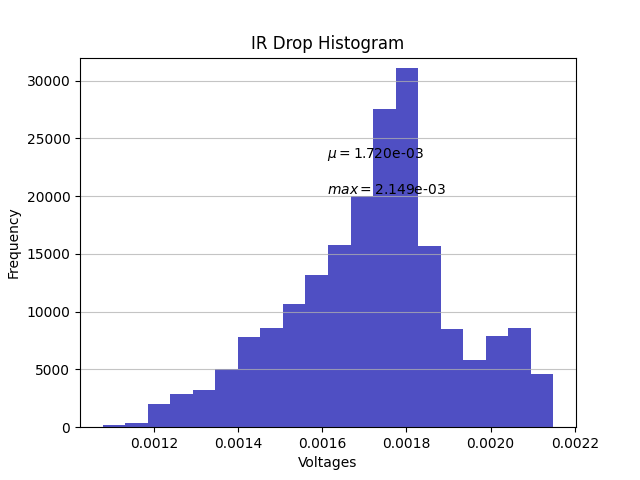 IR Drop Histogram
30000
25000
20000
15000
10000
5000
0
Frequency
μ = 1.720e-03
max = 2.149e-03
0.0012 0.0014 0.0016 0.0018 0.0020 0.0022
Voltages